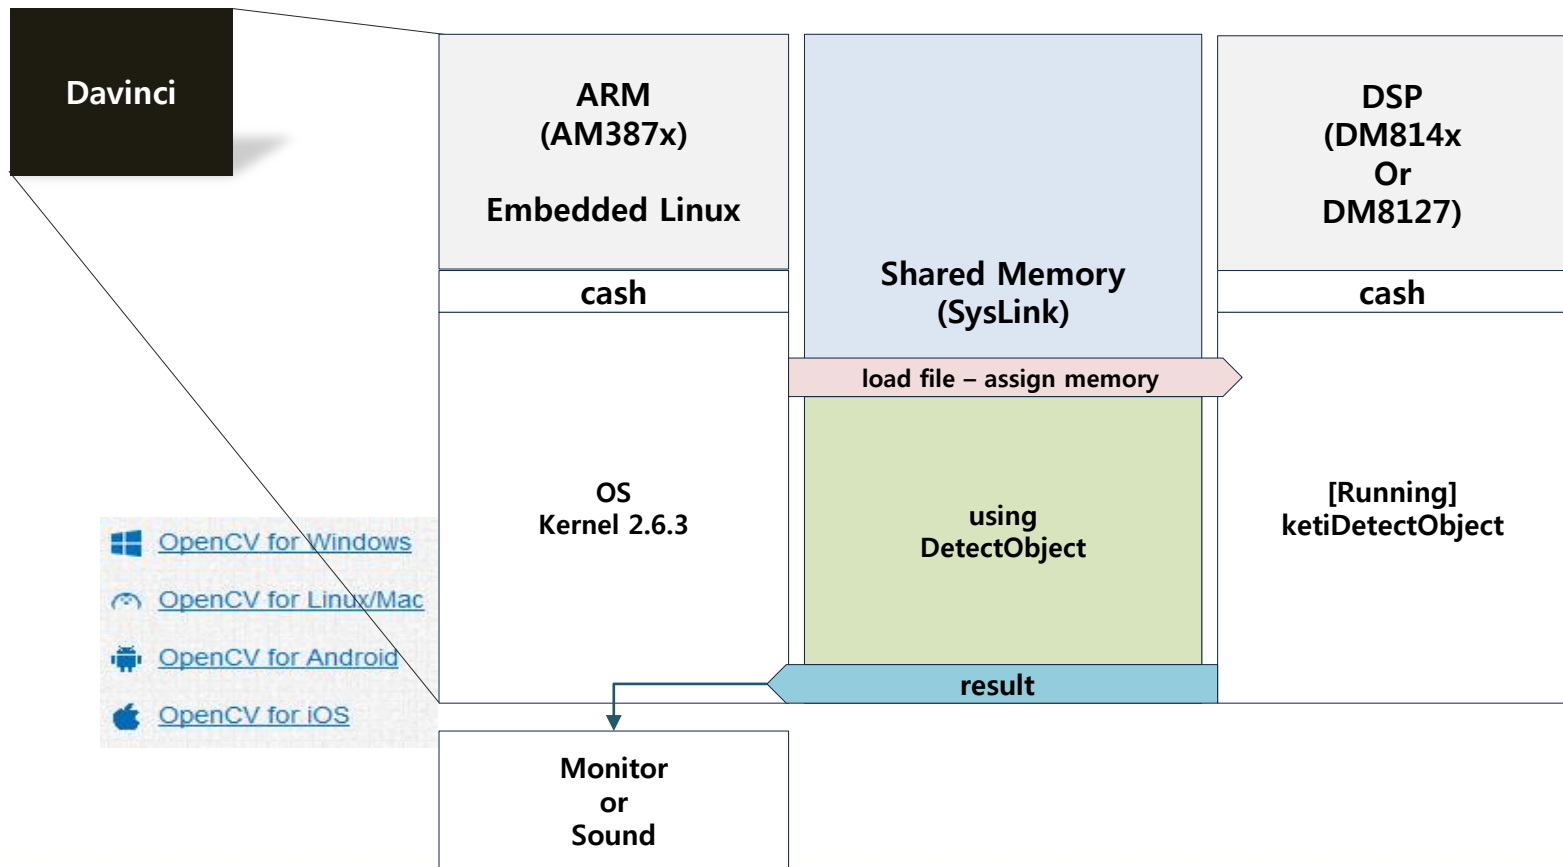 Davinci
ARM
(AM387x)
Embedded Linux
cash
OS
Kernel 2.6.3
Shared Memory
(SysLink)
load file – assign memory
using
DetectObject
result
DSP
(DM814x
Or
DM8127)
cash
[Running]
ketiDetectObject
OpenCV for Windows
OpenCV for Linux/Mac
OpenCV for Android
OpenCV for iOS
Monitor
or
Sound